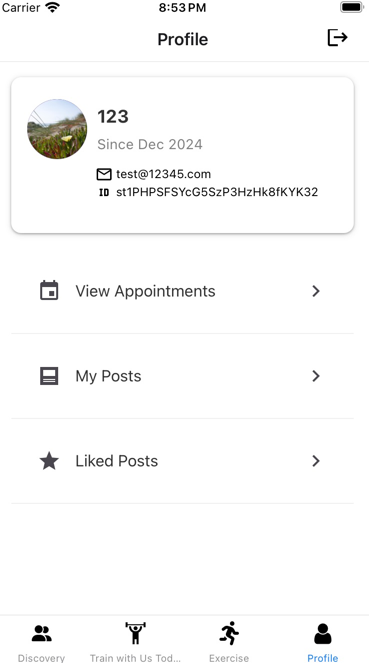 Carrier 8:53 PM
Profile
123
Since Dec 2024
test@12345.com
ID st1PHPSFSYcG5SzP3HzHk8fKYK32
View Appointments
My Posts
Liked Posts
Discovery Train with Us Tod... Exercise Profile